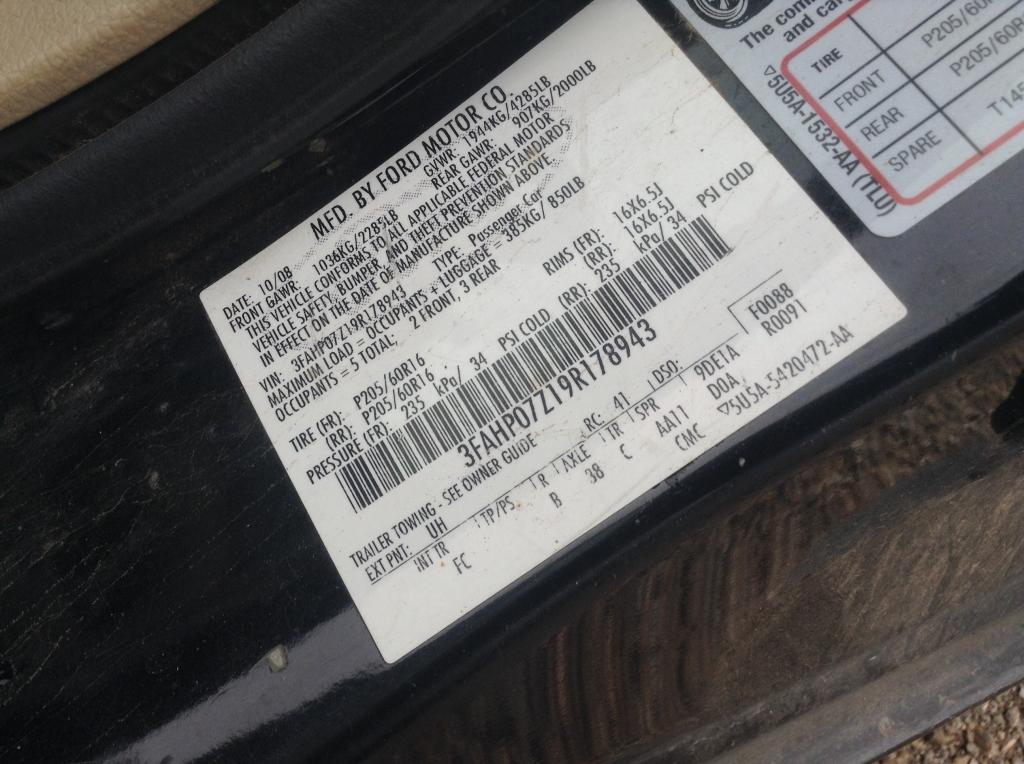 MFD. BY FORD MOTOR CO.
DATE: 10/08 GVWR: 1944KG/4285LB
FRONT GAWR: 1036KG/2285LB REAR GAWR: 907KG/2000LB
THIS VEHICLE CONFORMS TO ALL APPLICABLE FEDERAL MOTOR
VEHICLE SAFETY, BUMPER, AND THEFT PREVENTION STANDARDS
IN EFFECT ON THE DATE OF MANUFACTURE SHOWN ABOVE.
VIN: 3FAHP07Z19R178943 TYPE: Passenger Car
MAXIMUM LOAD = OCCUPANTS + LUGGAGE = 385KG/ 850LB
OCCUPANTS = 5 TOTAL; 2 FRONT, 3 REAR
TIRE (FR): P205/60R16 RIMS (FR): 16X6.5J
(RR): P205/60R16 (RR): 16X6.5J
PRESSURE (FR): 235 kPa/ 34 PSI COLD (RR): 235 kPa/ 34 PSI COLD
3FAHP07Z19R178943
TRAILER TOWING - SEE OWNER GUIDE
EXT PNT: UH RC: 41 DSO: F0088
INT TR TP/PS R AXLE TR SPR 9DE1A R0091
FC B 38 C AA11 DOA
CMC ▽5U5A-5420472-AA
The com
and car
TIRE
FRONT P205/60
REAR P205/60R
SPARE T145
▽5U5A-1532-AA (TLU)